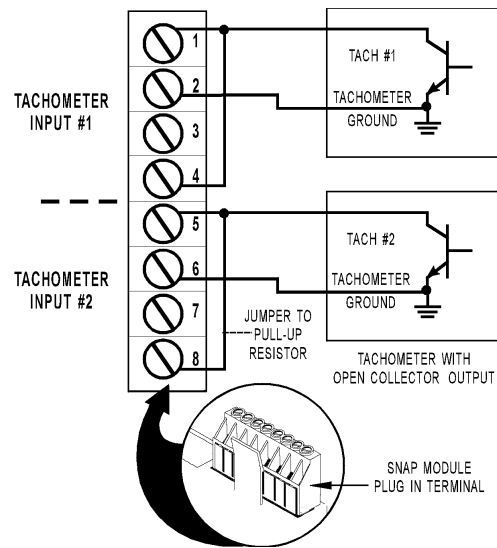 TACHOMETER
INPUT #1
TACHOMETER
INPUT #2
1
2
3
4
5
6
7
8
TACH #1
TACHOMETER
GROUND
TACH #2
TACHOMETER
GROUND
JUMPER TO
PULL-UP
RESISTOR
TACHOMETER WITH
OPEN COLLECTOR OUTPUT
SNAP MODULE
PLUG IN TERMINAL